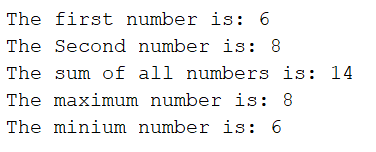 The first number is: 6
The Second number is: 8
The sum of all numbers is: 14
The maximum number is: 8
The minium number is: 6